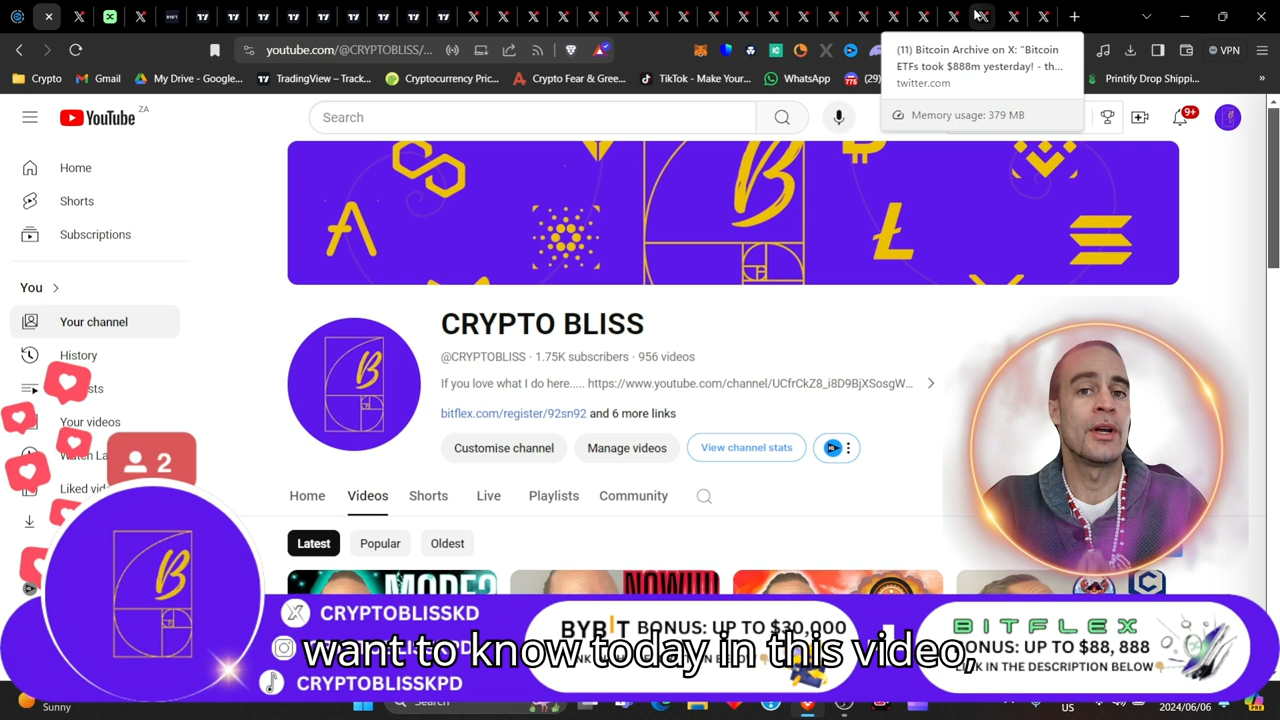 youtube.com/@CRYPTOBLISS/...
VPN
(11) Bitcoin Archive on X: "Bitcoin
ETFs took $888m yesterday! - th...
twitter.com
Memory usage: 379 MB
Crypto
Gmail
My Drive - Google...
TradingView – Track...
Cryptocurrency Pric...
Crypto Fear & Gree...
TikTok - Make Your...
WhatsApp
(29)
Printify Drop Shippi...
YouTube ZA
Search
9+
Home
Shorts
Subscriptions
You
Your channel
History
Your videos
CRYPTO BLISS
@CRYPTOBLISS · 1.75K subscribers · 956 videos
If you love what I do here..... https://www.youtube.com/channel/UCfrCkZ8_i8D9BjXSosgW...
bitflex.com/register/92sn92 and 6 more links
Customise channel
Manage videos
View channel stats
Home
Videos
Shorts
Live
Playlists
Community
Latest
Popular
Oldest
NOW!!!!
2
B
CRYPTOBLISSKD
CRYPTOBLISSKPD
BYBIT BONUS: UP TO $30,000
BITFLEX
BONUS: UP TO $88, 888
LINK IN THE DESCRIPTION BELOW
want to know today in this video,
Sunny
Search
US
2024/06/06